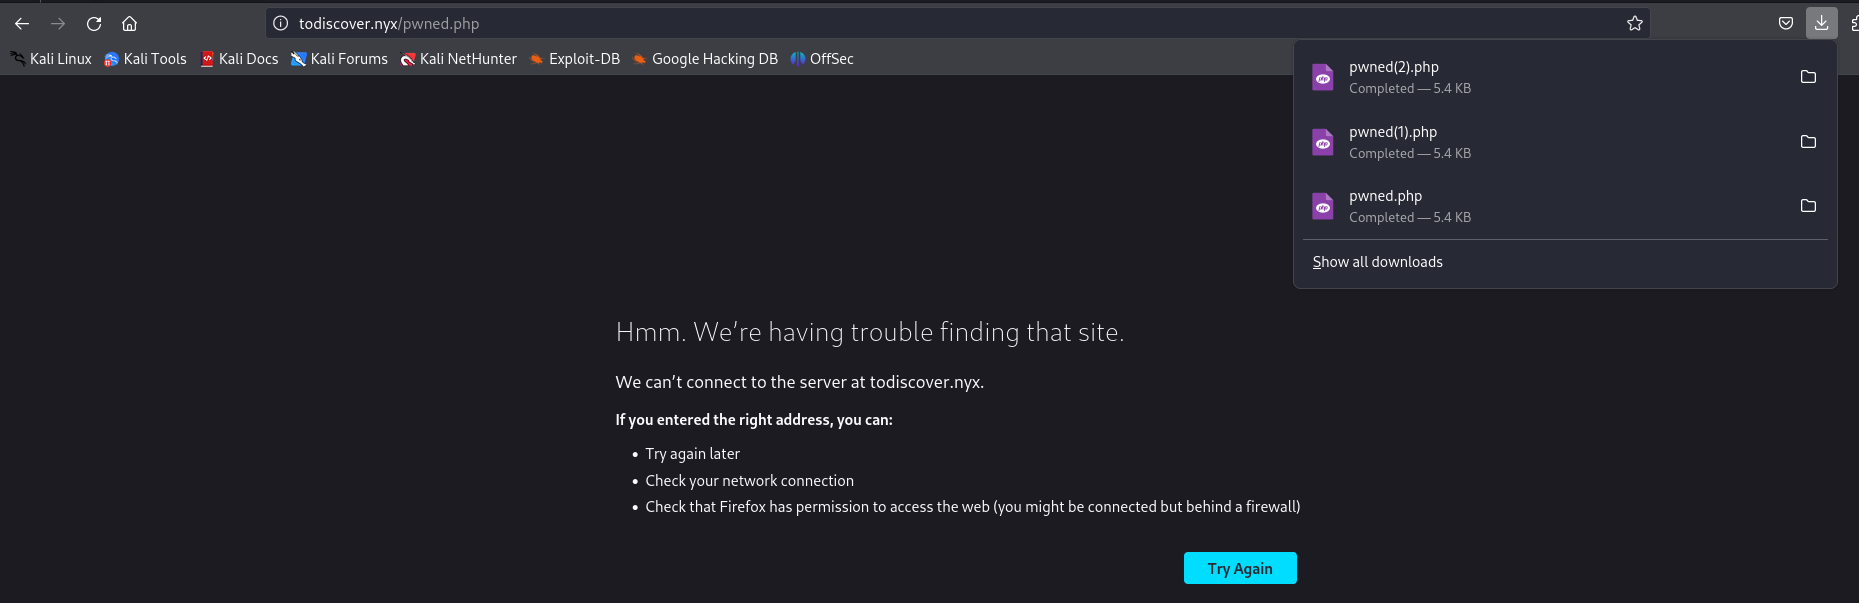 todiscover.nyx/pwned.php
Kali Linux Kali Tools Kali Docs Kali Forums Kali NetHunter Exploit-DB Google Hacking DB OffSec
pwned(2).php
Completed — 5.4 KB
pwned(1).php
Completed — 5.4 KB
pwned.php
Completed — 5.4 KB
Show all downloads
Hmm. We're having trouble finding that site.
We can't connect to the server at todiscover.nyx.
If you entered the right address, you can:
• Try again later
• Check your network connection
• Check that Firefox has permission to access the web (you might be connected but behind a firewall)
Try Again